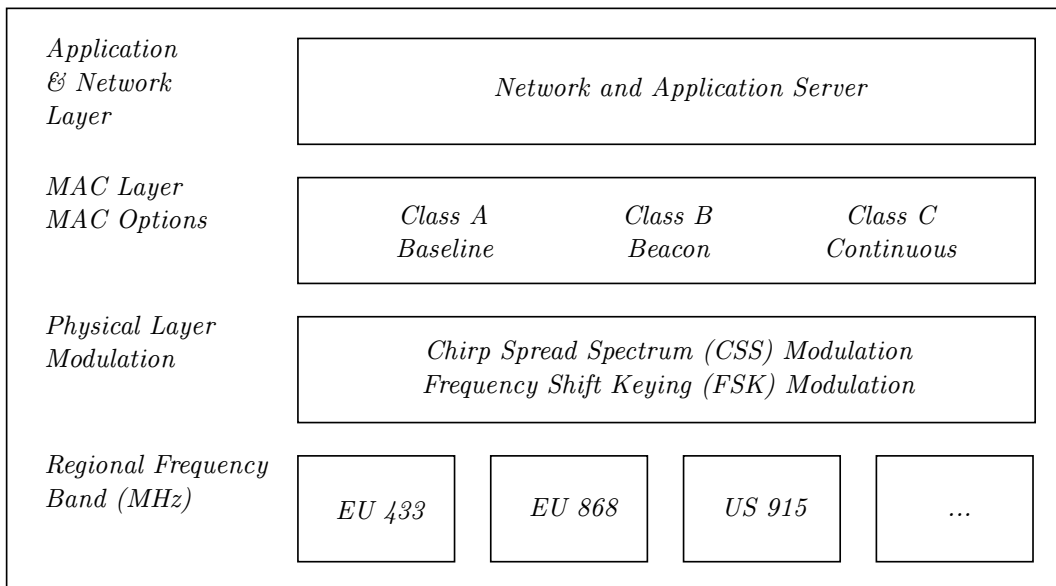 Application
& Network
Layer
Network and Application Server
MAC Layer
MAC Options
Class A
Baseline
Class B
Beacon
Class C
Continuous
Physical Layer
Modulation
Chirp Spread Spectrum (CSS) Modulation
Frequency Shift Keying (FSK) Modulation
Regional Frequency
Band (MHz)
EU 433
EU 868
US 915
...